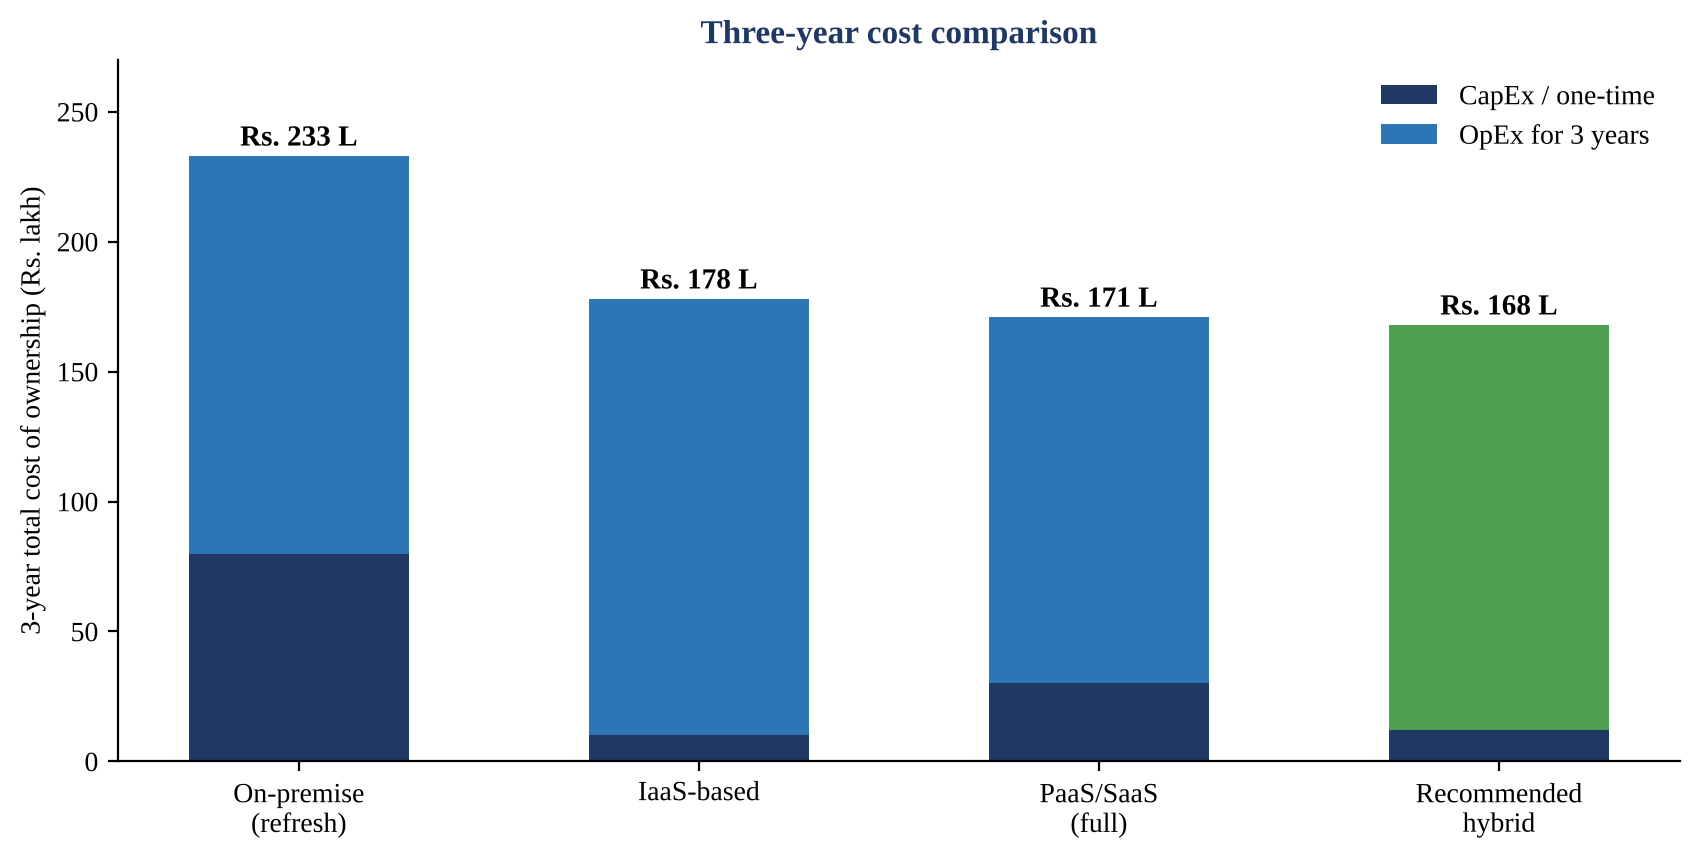 Three-year cost comparison
CapEx / one-time
OpEx for 3 years
3-year total cost of ownership (Rs. lakh)
250
200
150
100
50
0
Rs. 233 L
Rs. 178 L
Rs. 171 L
Rs. 168 L
On-premise
(refresh)
IaaS-based
PaaS/SaaS
(full)
Recommended
hybrid